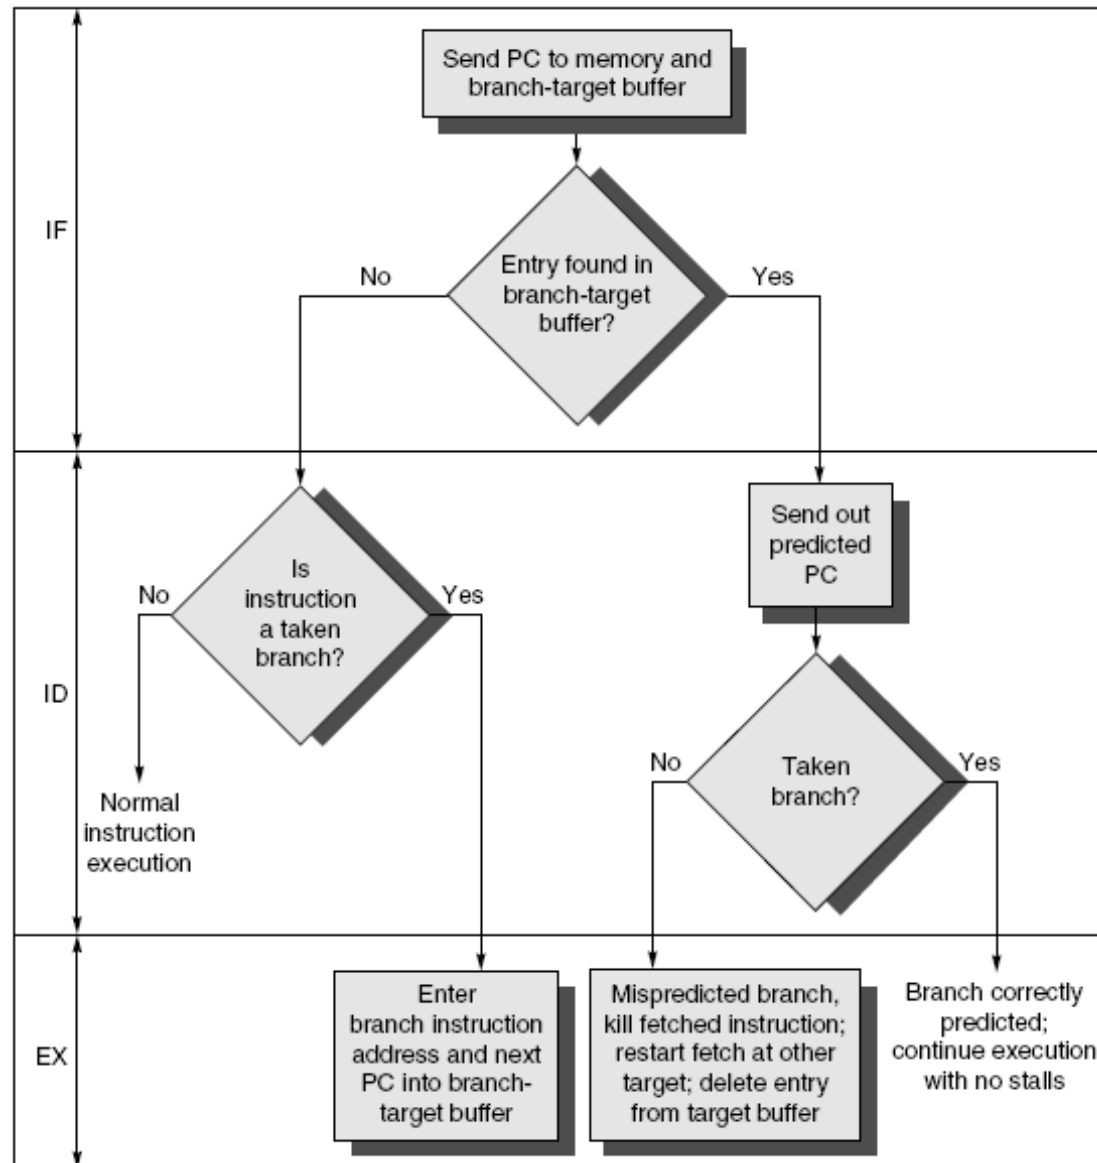 Send PC to memory and
branch-target buffer
IF
No
Entry found in
branch-target
buffer?
Yes
ID
No
Is
instruction
a taken
branch?
Yes
Send out
predicted
PC
Normal
instruction
execution
No
Taken
branch?
Yes
EX
Enter
branch instruction
address and next
PC into branch-
target buffer
Mispredicted branch,
kill fetched instruction;
restart fetch at other
target; delete entry
from target buffer
Branch correctly
predicted;
continue execution
with no stalls